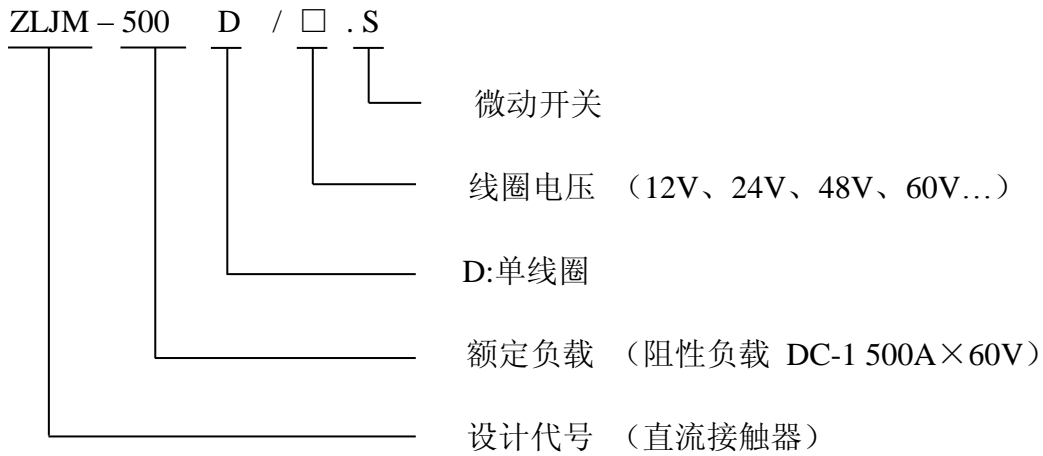 ZLJM – 500 D / □ . S
微动开关
线圈电压 （12V、24V、48V、60V…）
D:单线圈
额定负载 （阻性负载 DC-1 500A×60V）
设计代号 （直流接触器）